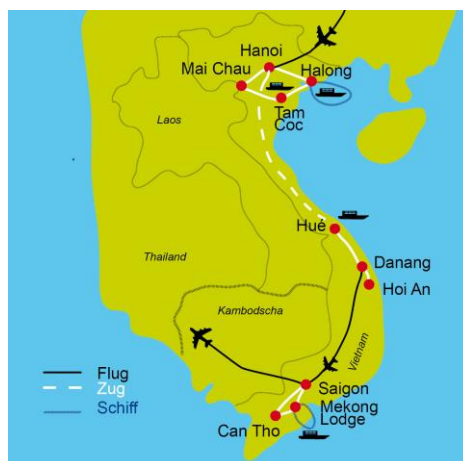 Hanoi
Mai Chau
Halong
Tam
Coc
Laos
Hué
Thailand
Danang
Hoi An
Kambodscha
Vietnam
Flug
Zug
Schiff
Saigon
Mekong
Lodge
Can Tho